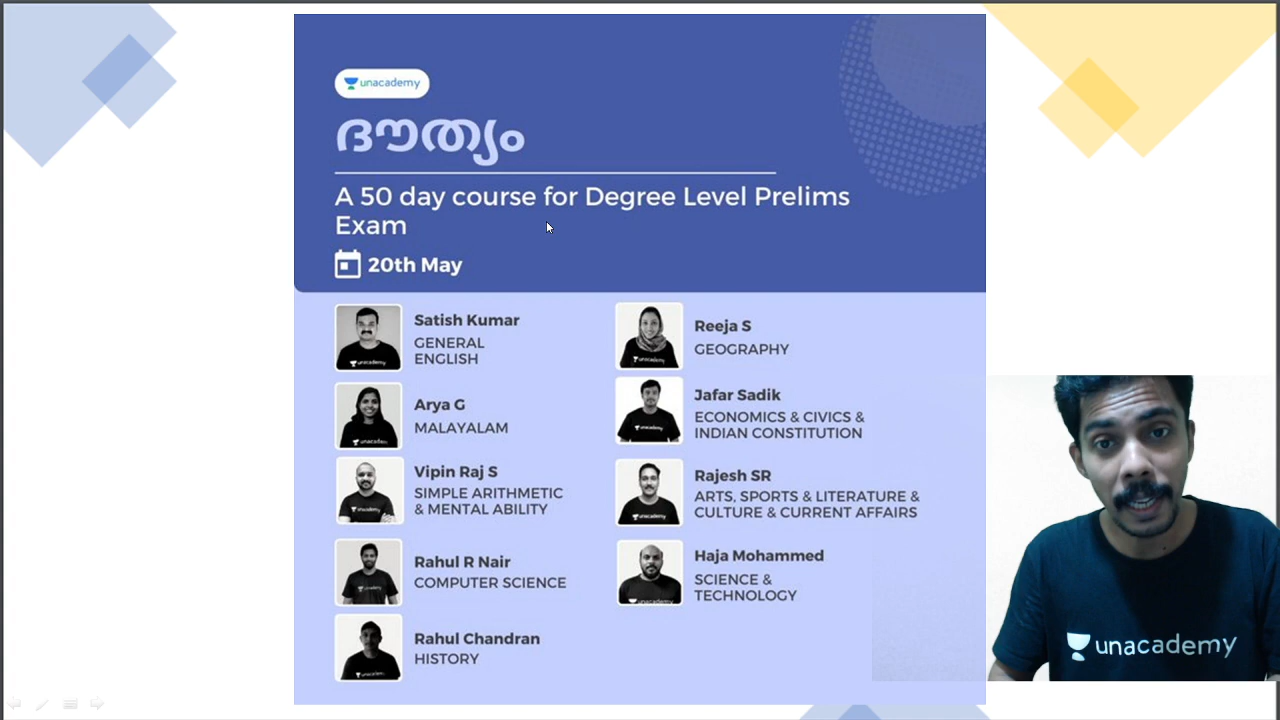 unacademy
ദൗത്യം
A 50 day course for Degree Level Prelims
Exam
20th May
Satish Kumar
GENERAL
ENGLISH
Arya G
MALAYALAM
Vipin Raj S
SIMPLE ARITHMETIC
& MENTAL ABILITY
Rahul R Nair
COMPUTER SCIENCE
Rahul Chandran
HISTORY
Reeja S
GEOGRAPHY
Jafar Sadik
ECONOMICS & CIVICS &
INDIAN CONSTITUTION
Rajesh SR
ARTS, SPORTS & LITERATURE &
CULTURE & CURRENT AFFAIRS
Haja Mohammed
SCIENCE &
TECHNOLOGY
unacademy